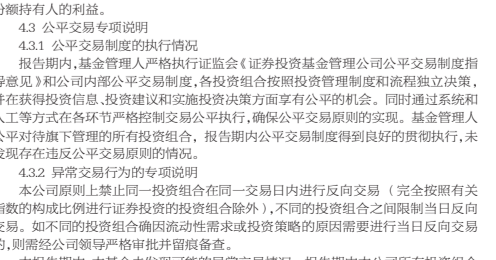 份额持有人的利益。
4.3 公平交易专项说明
4.3.1 公平交易制度的执行情况
报告期内,基金管理人严格执行证监会《证券投资基金管理公司公平交易制度指
导意见》和公司内部公平交易制度,各投资组合按照投资管理制度和流程独立决策,
并在获得投资信息、投资建议和实施投资决策方面享有公平的机会。同时通过系统和
人工等方式在各环节严格控制交易公平执行,确保公平交易原则的实现。基金管理人
公平对待旗下管理的所有投资组合, 报告期内公平交易制度得到良好的贯彻执行,未
发现存在违反公平交易原则的情况。
4.3.2 异常交易行为的专项说明
本公司原则上禁止同一投资组合在同一交易日内进行反向交易 ( 完全按照有关
指数的构成比例进行证券投资的投资组合除外),不同的投资组合之间限制当日反向
交易。如不同的投资组合确因流动性需求或投资策略的原因需要进行当日反向交易
的,则需经公司领导严格审批并留痕备查。